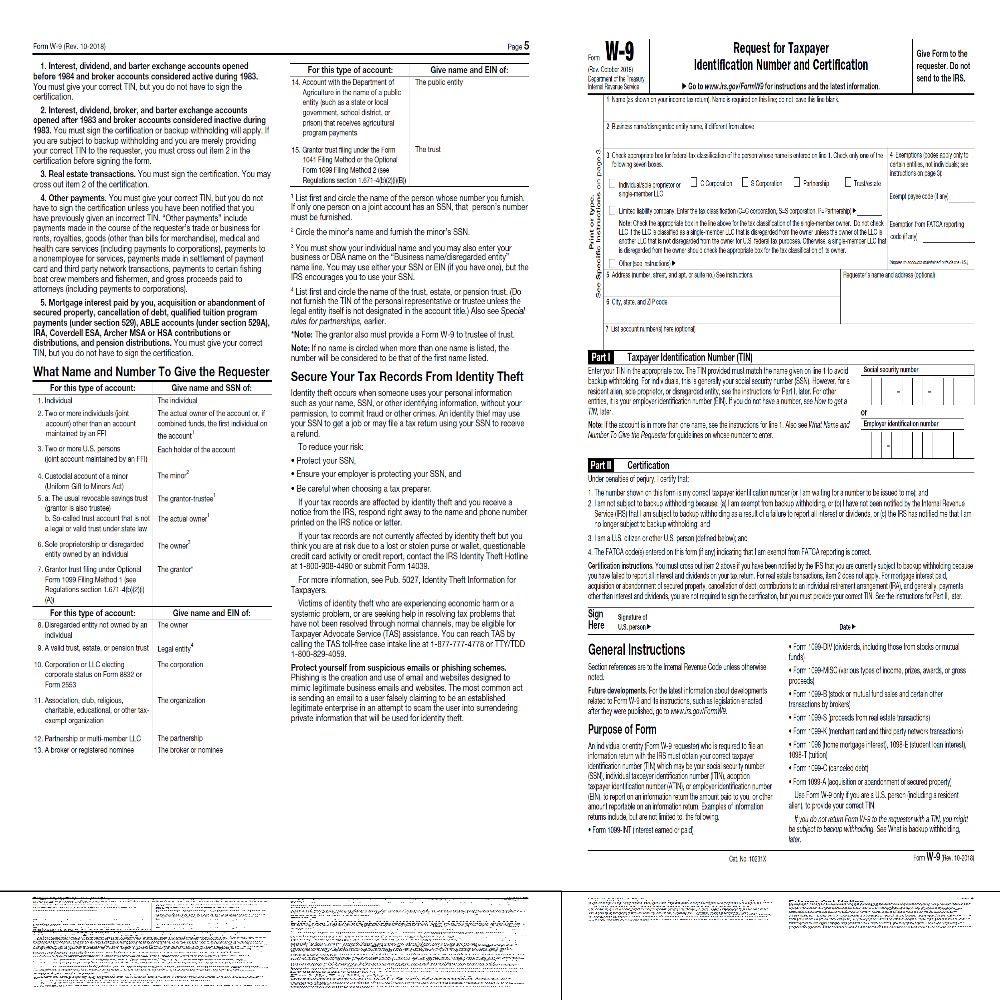 Form W-9 (Rev. 10-2018)
Page 5
1. Interest, dividend, and barter exchange accounts opened
before 1984 and broker accounts considered active during 1983.
You must give your correct TIN, but you do not have to sign the
certification.
2. Interest, dividend, broker, and barter exchange accounts
opened after 1983 and broker accounts considered inactive during
1983. You must sign the certification or backup withholding will apply. If
you are subject to backup withholding and you are merely providing
your correct TIN to the requester, you must cross out item 2 in the
certification before signing the form.
3. Real estate transactions. You must sign the certification. You may
cross out item 2 of the certification.
4. Other payments. You must give your correct TIN, but you do not
have to sign the certification unless you have been notified that you
have previously given an incorrect TIN. “Other payments” include
payments made in the course of the requester’s trade or business for
rents, royalties, goods (other than bills for merchandise), medical and
health care services (including payments to corporations), payments to
a nonemployee for services, payments made in settlement of payment
card and third party network transactions, payments to certain fishing
boat crew members and fishermen, and gross proceeds paid to
attorneys (including payments to corporations).
5. Mortgage interest paid by you, acquisition or abandonment of
secured property, cancellation of debt, qualified tuition program
payments (under section 529), ABLE accounts (under section 529A),
IRA, Coverdell ESA, Archer MSA or HSA contributions or
distributions, and pension distributions. You must give your correct
TIN, but you do not have to sign the certification.
What Name and Number To Give the Requester
For this type of account:
Give name and SSN of:
1. Individual
The individual
2. Two or more individuals (joint
account) other than an account
maintained by an FFI
The actual owner of the account or, if
combined funds, the first individual on
the account1
3. Two or more U.S. persons
(joint account maintained by an FFI)
Each holder of the account
4. Custodial account of a minor
(Uniform Gift to Minors Act)
The minor2
5. a. The usual revocable savings trust
(grantor is also trustee)
The grantor-trustee1
b. So-called trust account that is not
a legal or valid trust under state law
The actual owner1
6. Sole proprietorship or disregarded
entity owned by an individual
The owner3
7. Grantor trust filing under Optional
Form 1099 Filing Method 1 (see
Regulations section 1.671-4(b)(2)(i)
(A))
The grantor*
For this type of account:
Give name and EIN of:
8. Disregarded entity not owned by an
individual
The owner
9. A valid trust, estate, or pension trust
Legal entity4
10. Corporation or LLC electing
corporate status on Form 8832 or
Form 2553
The corporation
11. Association, club, religious,
charitable, educational, or other tax-
exempt organization
The organization
12. Partnership or multi-member LLC
The partnership
13. A broker or registered nominee
The broker or nominee
For this type of account:
Give name and EIN of:
14. Account with the Department of
Agriculture in the name of a public
entity (such as a state or local
government, school district, or
prison) that receives agricultural
program payments
The public entity
15. Grantor trust filing under the Form
1041 Filing Method or the Optional
Form 1099 Filing Method 2 (see
Regulations section 1.671-4(b)(2)(i)(B))
The trust
1 List first and circle the name of the person whose number you furnish.
If only one person on a joint account has an SSN, that person’s number
must be furnished.
2 Circle the minor’s name and furnish the minor’s SSN.
3 You must show your individual name and you may also enter your
business or DBA name on the “Business name/disregarded entity”
name line. You may use either your SSN or EIN (if you have one), but the
IRS encourages you to use your SSN.
4 List first and circle the name of the trust, estate, or pension trust. (Do
not furnish the TIN of the personal representative or trustee unless the
legal entity itself is not designated in the account title.) Also see Special
rules for partnerships, earlier.
*Note: The grantor also must provide a Form W-9 to trustee of trust.
Note: If no name is circled when more than one name is listed, the
number will be considered to be that of the first name listed.
Secure Your Tax Records From Identity Theft
Identity theft occurs when someone uses your personal information
such as your name, SSN, or other identifying information, without your
permission, to commit fraud or other crimes. An identity thief may use
your SSN to get a job or may file a tax return using your SSN to receive
a refund.
To reduce your risk:
• Protect your SSN,
• Ensure your employer is protecting your SSN, and
• Be careful when choosing a tax preparer.
If your tax records are affected by identity theft and you receive a
notice from the IRS, respond right away to the name and phone number
printed on the IRS notice or letter.
If your tax records are not currently affected by identity theft but you
think you are at risk due to a lost or stolen purse or wallet, questionable
credit card activity or credit report, contact the IRS Identity Theft Hotline
at 1-800-908-4490 or submit Form 14039.
For more information, see Pub. 5027, Identity Theft Information for
Taxpayers.
Victims of identity theft who are experiencing economic harm or a
systemic problem, or are seeking help in resolving tax problems that
have not been resolved through normal channels, may be eligible for
Taxpayer Advocate Service (TAS) assistance. You can reach TAS by
calling the TAS toll-free case intake line at 1-877-777-4778 or TTY/TDD
1-800-829-4059.
Protect yourself from suspicious emails or phishing schemes.
Phishing is the creation and use of email and websites designed to
mimic legitimate business emails and websites. The most common act
is sending an email to a user falsely claiming to be an established
legitimate enterprise in an attempt to scam the user into surrendering
private information that will be used for identity theft.
Form W-9
(Rev. October 2018)
Department of the Treasury
Internal Revenue Service
Request for Taxpayer
Identification Number and Certification
▶ Go to www.irs.gov/FormW9 for instructions and the latest information.
Give Form to the
requester. Do not
send to the IRS.
Print or type.
See Specific Instructions on page 3.
1 Name (as shown on your income tax return). Name is required on this line; do not leave this line blank.
2 Business name/disregarded entity name, if different from above
3 Check appropriate box for federal tax classification of the person whose name is entered on line 1. Check only one of the
following seven boxes.
Individual/sole proprietor or
single-member LLC
C Corporation
S Corporation
Partnership
Trust/estate
Limited liability company. Enter the tax classification (C=C corporation, S=S corporation, P=Partnership) ▶
Note: Check the appropriate box in the line above for the tax classification of the single-member owner. Do not check
LLC if the LLC is classified as a single-member LLC that is disregarded from the owner unless the owner of the LLC is
another LLC that is not disregarded from the owner for U.S. federal tax purposes. Otherwise, a single-member LLC that
is disregarded from the owner should check the appropriate box for the tax classification of its owner.
Other (see instructions) ▶
4 Exemptions (codes apply only to
certain entities, not individuals; see
instructions on page 3):
Exempt payee code (if any)
Exemption from FATCA reporting
code (if any)
(Applies to accounts maintained outside the U.S.)
5 Address (number, street, and apt. or suite no.) See instructions.
Requester’s name and address (optional)
6 City, state, and ZIP code
7 List account number(s) here (optional)
Part I Taxpayer Identification Number (TIN)
Enter your TIN in the appropriate box. The TIN provided must match the name given on line 1 to avoid
backup withholding. For individuals, this is generally your social security number (SSN). However, for a
resident alien, sole proprietor, or disregarded entity, see the instructions for Part I, later. For other
entities, it is your employer identification number (EIN). If you do not have a number, see How to get a
TIN, later.
Note: If the account is in more than one name, see the instructions for line 1. Also see What Name and
Number To Give the Requester for guidelines on whose number to enter.
Social security number
– –
or
Employer identification number
–
Part II Certification
Under penalties of perjury, I certify that:
1. The number shown on this form is my correct taxpayer identification number (or I am waiting for a number to be issued to me); and
2. I am not subject to backup withholding because: (a) I am exempt from backup withholding, or (b) I have not been notified by the Internal Revenue
Service (IRS) that I am subject to backup withholding as a result of a failure to report all interest or dividends, or (c) the IRS has notified me that I am
no longer subject to backup withholding; and
3. I am a U.S. citizen or other U.S. person (defined below); and
4. The FATCA code(s) entered on this form (if any) indicating that I am exempt from FATCA reporting is correct.
Certification instructions. You must cross out item 2 above if you have been notified by the IRS that you are currently subject to backup withholding because
you have failed to report all interest and dividends on your tax return. For real estate transactions, item 2 does not apply. For mortgage interest paid,
acquisition or abandonment of secured property, cancellation of debt, contributions to an individual retirement arrangement (IRA), and generally, payments
other than interest and dividends, you are not required to sign the certification, but you must provide your correct TIN. See the instructions for Part II, later.
Sign
Here
Signature of
U.S. person ▶
Date ▶
General Instructions
Section references are to the Internal Revenue Code unless otherwise
noted.
Future developments. For the latest information about developments
related to Form W-9 and its instructions, such as legislation enacted
after they were published, go to www.irs.gov/FormW9.
Purpose of Form
An individual or entity (Form W-9 requester) who is required to file an
information return with the IRS must obtain your correct taxpayer
identification number (TIN) which may be your social security number
(SSN), individual taxpayer identification number (ITIN), adoption
taxpayer identification number (ATIN), or employer identification number
(EIN), to report on an information return the amount paid to you, or other
amount reportable on an information return. Examples of information
returns include, but are not limited to, the following.
• Form 1099-INT (interest earned or paid)
• Form 1099-DIV (dividends, including those from stocks or mutual
funds)
• Form 1099-MISC (various types of income, prizes, awards, or gross
proceeds)
• Form 1099-B (stock or mutual fund sales and certain other
transactions by brokers)
• Form 1099-S (proceeds from real estate transactions)
• Form 1099-K (merchant card and third party network transactions)
• Form 1098 (home mortgage interest), 1098-E (student loan interest),
1098-T (tuition)
• Form 1099-C (canceled debt)
• Form 1099-A (acquisition or abandonment of secured property)
Use Form W-9 only if you are a U.S. person (including a resident
alien), to provide your correct TIN.
If you do not return Form W-9 to the requester with a TIN, you might
be subject to backup withholding. See What is backup withholding,
later.
Cat. No. 10231X
Form W-9 (Rev. 10-2018)